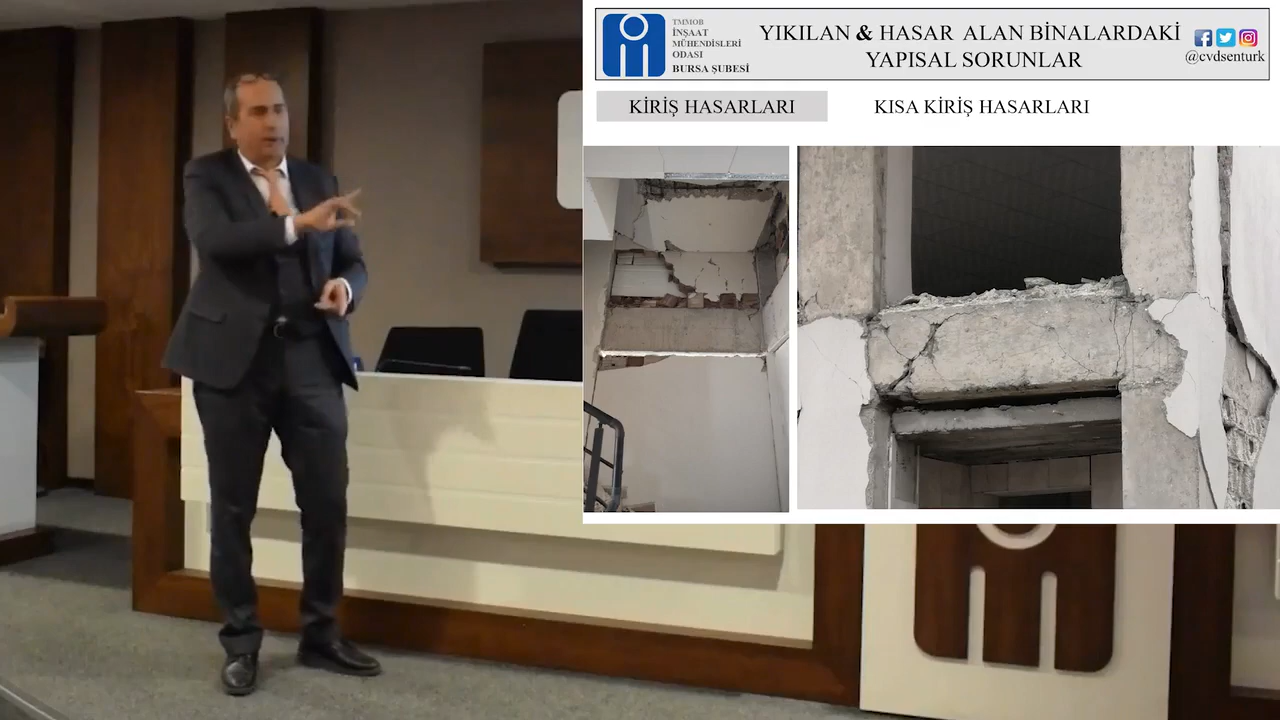 TMMOB
İNŞAAT
MÜHENDİSLERİ
ODASI
BURSA ŞUBESİ
YIKILAN & HASAR ALAN BİNALARDAKİ
YAPISAL SORUNLAR
@cvdsenturk
KİRİŞ HASARLARI
KISA KİRİŞ HASARLARI